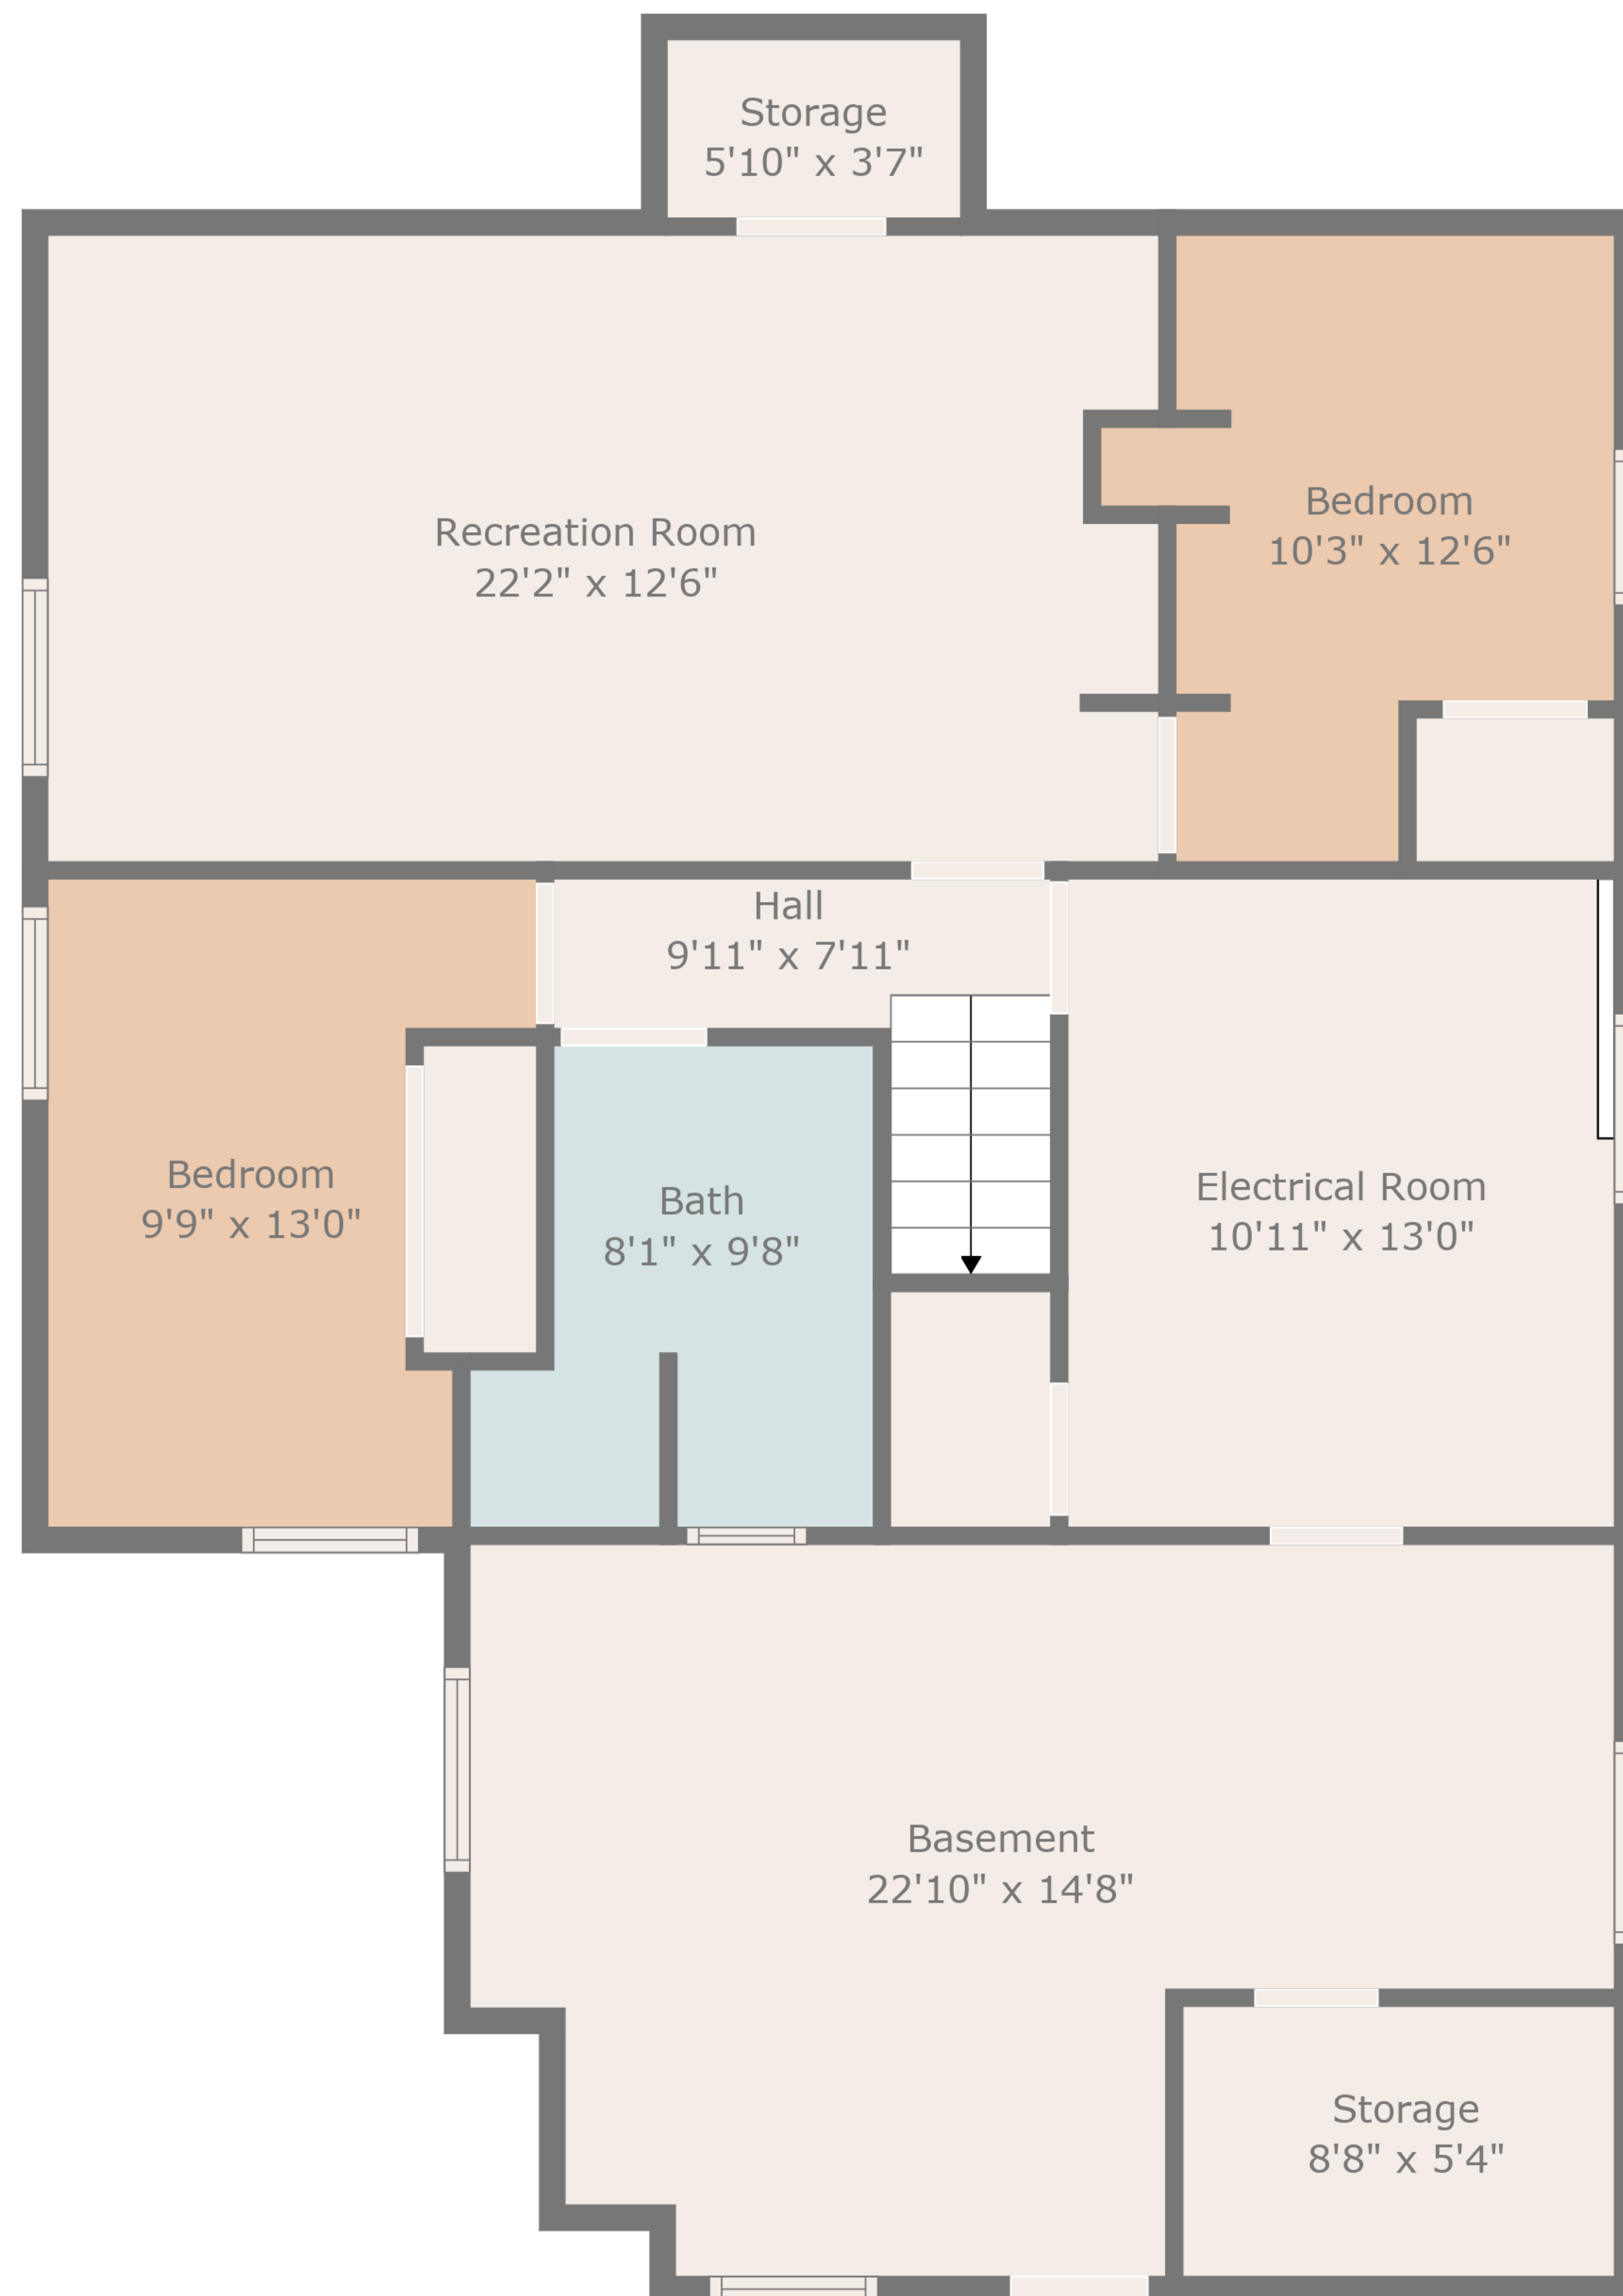 Storage
5'10" x 3'7"
Recreation Room
22'2" x 12'6"
Bedroom
10'3" x 12'6"
Hall
9'11" x 7'11"
Bedroom
9'9" x 13'0"
Bath
8'1" x 9'8"
Electrical Room
10'11" x 13'0"
Basement
22'10" x 14'8"
Storage
8'8" x 5'4"